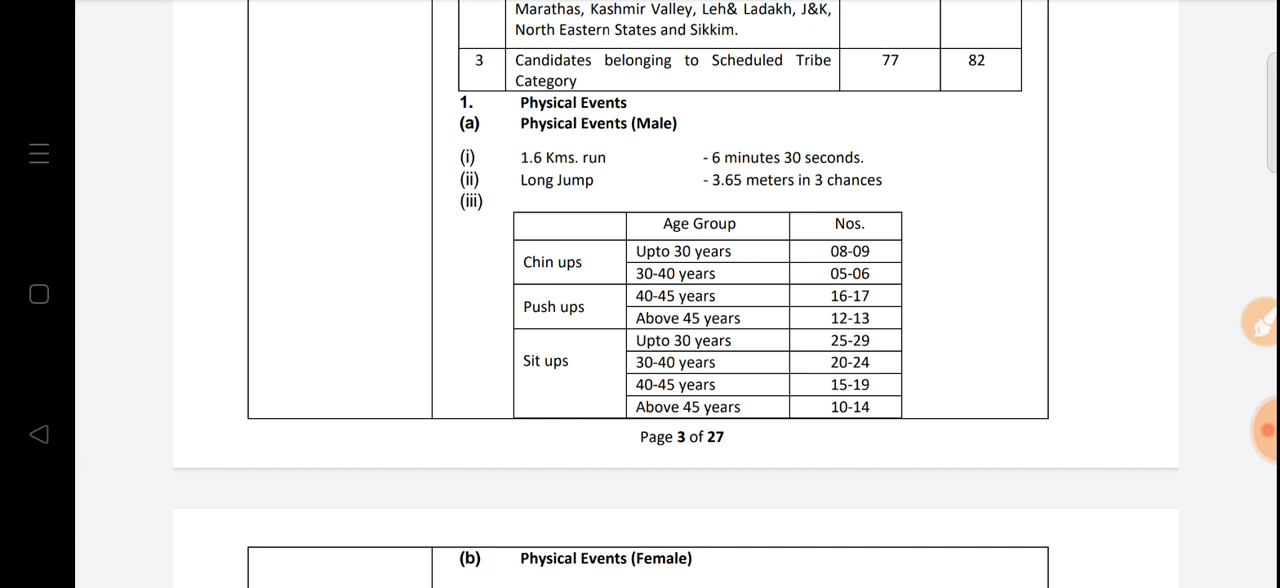 Marathas, Kashmir Valley, Leh& Ladakh, J&K,
North Eastern States and Sikkim.
3 Candidates belonging to Scheduled Tribe 77 82
Category
1. Physical Events
(a) Physical Events (Male)
(i) 1.6 Kms. run - 6 minutes 30 seconds.
(ii) Long Jump - 3.65 meters in 3 chances
(iii)
Age Group Nos.
Chin ups
Upto 30 years 08-09
30-40 years 05-06
Push ups
40-45 years 16-17
Above 45 years 12-13
Sit ups
Upto 30 years 25-29
30-40 years 20-24
40-45 years 15-19
Above 45 years 10-14
Page 3 of 27
(b) Physical Events (Female)